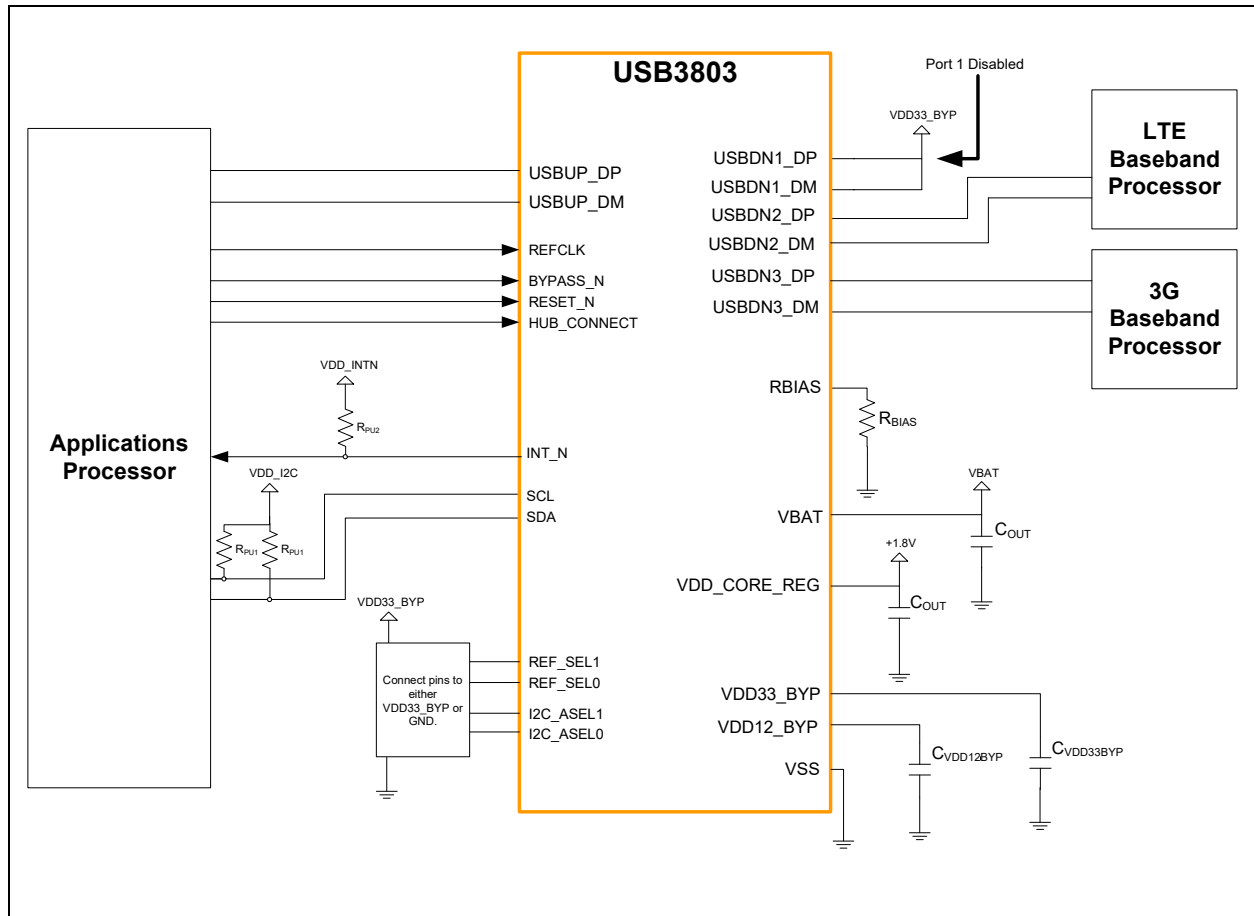 USB3803
Port 1 Disabled
VDD33_BYP
LTE
Baseband
Processor
USBDN1_DP
USBDN1_DM
USBDN2_DP
USBDN2_DM
USBDN3_DP
USBDN3_DM
3G
Baseband
Processor
USBUP_DP
USBUP_DM
REFCLK
BYPASS_N
RESET_N
HUB_CONNECT
VDD_INTN
RPU2
INT_N
Applications
Processor
VDD_I2C
SCL
SDA
RPU1
RPU1
VDD33_BYP
Connect pins to
either
VDD33_BYP or
GND.
REF_SEL1
REF_SEL0
I2C_ASEL1
I2C_ASEL0
RBIAS
RBIAS
VBAT
VBAT
COUT
+1.8V
VDD_CORE_REG
COUT
VDD33_BYP
VDD12_BYP
CVDD12BYP
CVDD33BYP
VSS